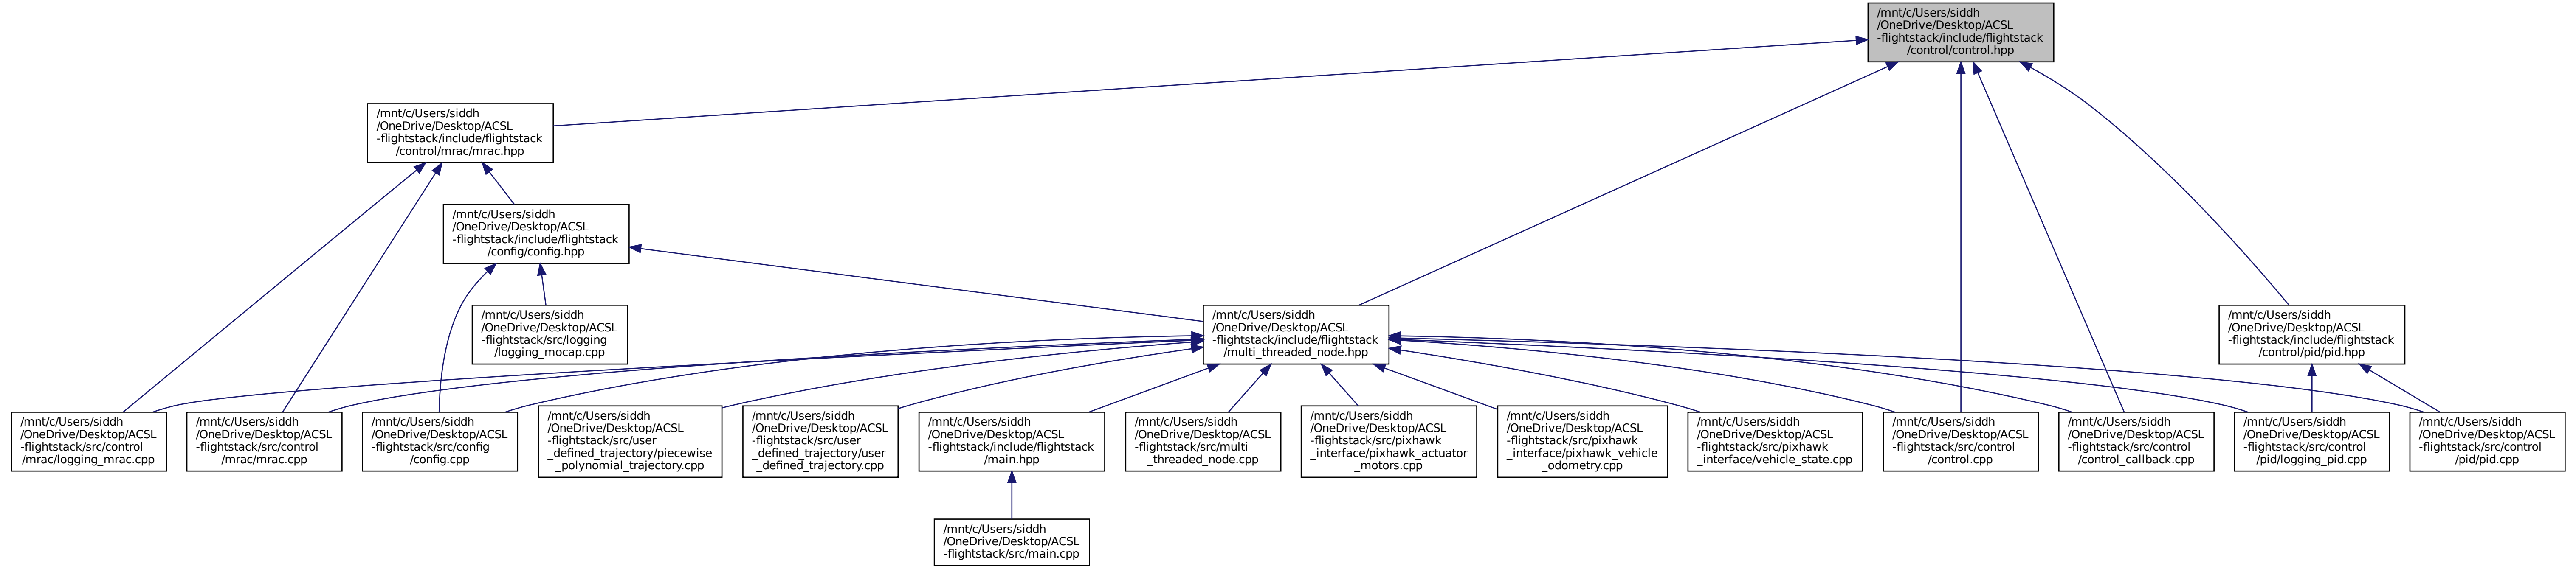 /mnt/c/Users/siddh
/OneDrive/Desktop/ACSL
-flightstack/include/flightstack
/control/control.hpp
/mnt/c/Users/siddh
/OneDrive/Desktop/ACSL
-flightstack/include/flightstack
/control/mrac/mrac.hpp
/mnt/c/Users/siddh
/OneDrive/Desktop/ACSL
-flightstack/include/flightstack
/config/config.hpp
/mnt/c/Users/siddh
/OneDrive/Desktop/ACSL
-flightstack/src/logging
/logging_mocap.cpp
/mnt/c/Users/siddh
/OneDrive/Desktop/ACSL
-flightstack/include/flightstack
/multi_threaded_node.hpp
/mnt/c/Users/siddh
/OneDrive/Desktop/ACSL
-flightstack/include/flightstack
/control/pid/pid.hpp
/mnt/c/Users/siddh
/OneDrive/Desktop/ACSL
-flightstack/src/control
/mrac/logging_mrac.cpp
/mnt/c/Users/siddh
/OneDrive/Desktop/ACSL
-flightstack/src/control
/mrac/mrac.cpp
/mnt/c/Users/siddh
/OneDrive/Desktop/ACSL
-flightstack/src/config
/config.cpp
/mnt/c/Users/siddh
/OneDrive/Desktop/ACSL
-flightstack/src/user
_defined_trajectory/piecewise
_polynomial_trajectory.cpp
/mnt/c/Users/siddh
/OneDrive/Desktop/ACSL
-flightstack/src/user
_defined_trajectory/user
_defined_trajectory.cpp
/mnt/c/Users/siddh
/OneDrive/Desktop/ACSL
-flightstack/include/flightstack
/main.hpp
/mnt/c/Users/siddh
/OneDrive/Desktop/ACSL
-flightstack/src/multi
_threaded_node.cpp
/mnt/c/Users/siddh
/OneDrive/Desktop/ACSL
-flightstack/src/pixhawk
_interface/pixhawk_actuator
_motors.cpp
/mnt/c/Users/siddh
/OneDrive/Desktop/ACSL
-flightstack/src/pixhawk
_interface/pixhawk_vehicle
_odometry.cpp
/mnt/c/Users/siddh
/OneDrive/Desktop/ACSL
-flightstack/src/pixhawk
_interface/vehicle_state.cpp
/mnt/c/Users/siddh
/OneDrive/Desktop/ACSL
-flightstack/src/control
/control.cpp
/mnt/c/Users/siddh
/OneDrive/Desktop/ACSL
-flightstack/src/control
/control_callback.cpp
/mnt/c/Users/siddh
/OneDrive/Desktop/ACSL
-flightstack/src/control
/pid/logging_pid.cpp
/mnt/c/Users/siddh
/OneDrive/Desktop/ACSL
-flightstack/src/control
/pid/pid.cpp
/mnt/c/Users/siddh
/OneDrive/Desktop/ACSL
-flightstack/src/main.cpp